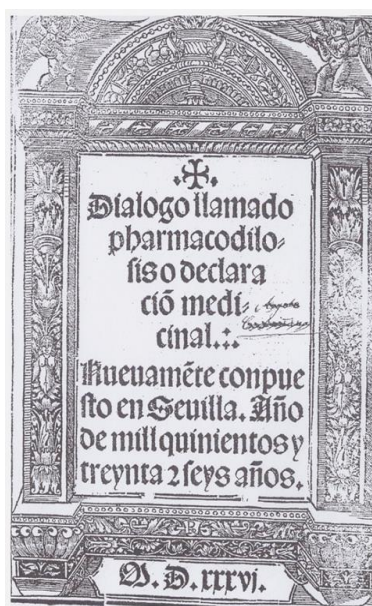 ✠
Dialogo llamado
pharmacodilo⸗
sis o declara
ciõ medi⸗
cinal.:.
Nueuamẽte conpue
sto en Seuilla. Año
de mill quinientos y
treynta ⁊ seys años.
M. D. xxxvj.